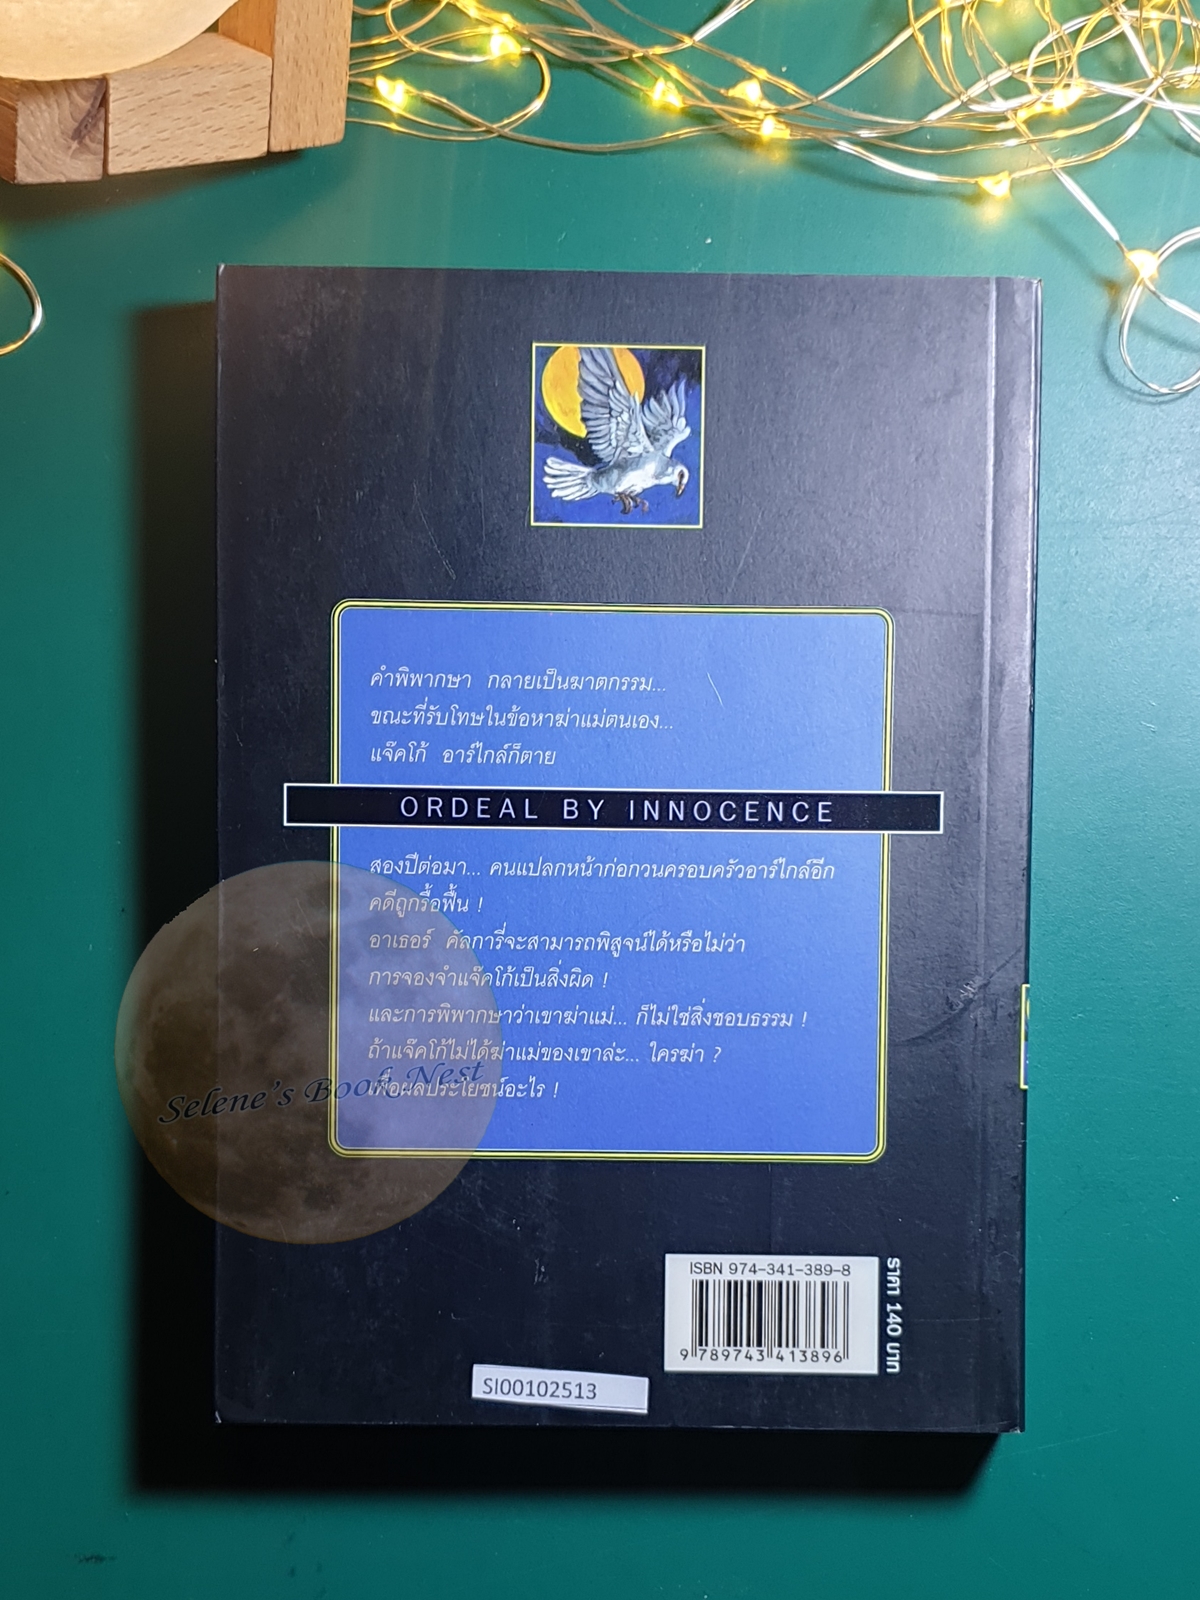 คำพิพากษา กลายเป็นฆาตกรรม...
ขณะที่รับโทษในข้อหาฆ่าแม่ตนเอง...
แจ๊คโก้ อาร์ไกล์ก็ตาย
ORDEAL BY INNOCENCE
สองปีต่อมา... คนแปลกหน้าก่อกวนครอบครัวอาร์ไกล์อีก
คดีถูกรื้อฟื้น !
อาเธอร์ คัลการี่จะสามารถพิสูจน์ได้หรือไม่ว่า
การจองจำแจ๊คโก้เป็นสิ่งผิด !
และการพิพากษาว่าเขาฆ่าแม่... ก็ไม่ใช่สิ่งชอบธรรม !
ถ้าแจ๊คโก้ไม่ได้ฆ่าแม่ของเขาล่ะ... ใครฆ่า ?
เพื่อผลประโยชน์อะไร !
Selene's Book Nest
ISBN 974-341-389-8
9 789743 413896
ราคา 140 บาท
SI00102513